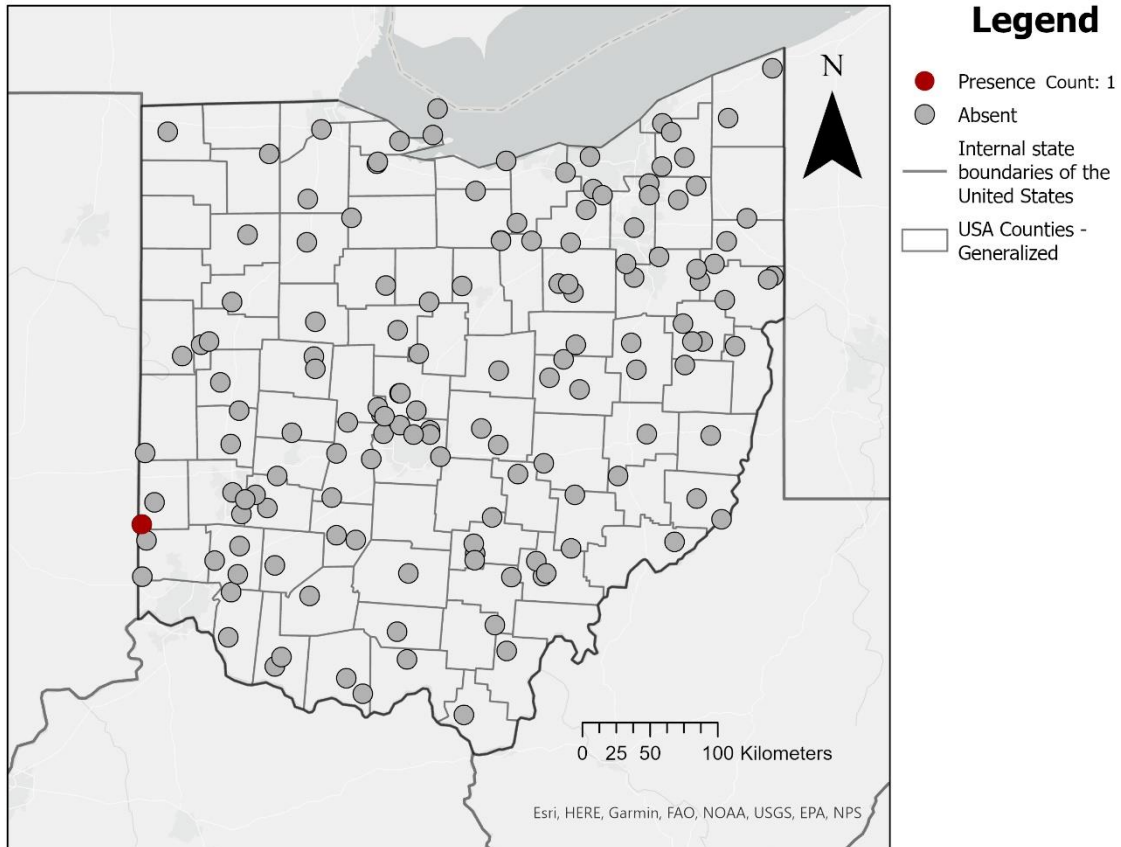 Legend
N
Presence Count: 1
Absent
Internal state
boundaries of the
United States
USA Counties -
Generalized
0 25 50 100 Kilometers
Esri, HERE, Garmin, FAO, NOAA, USGS, EPA, NPS